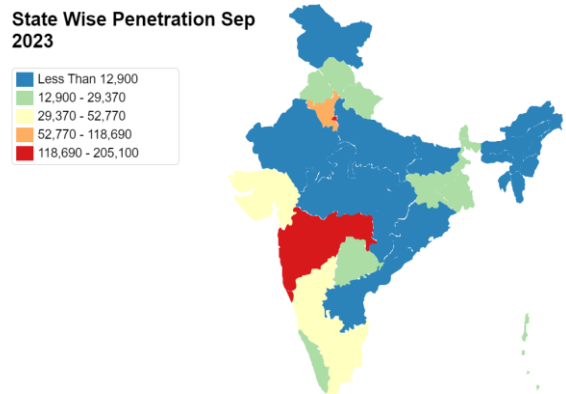 State Wise Penetration Sep
2023
Less Than 12,900
12,900 - 29,370
29,370 - 52,770
52,770 - 118,690
118,690 - 205,100